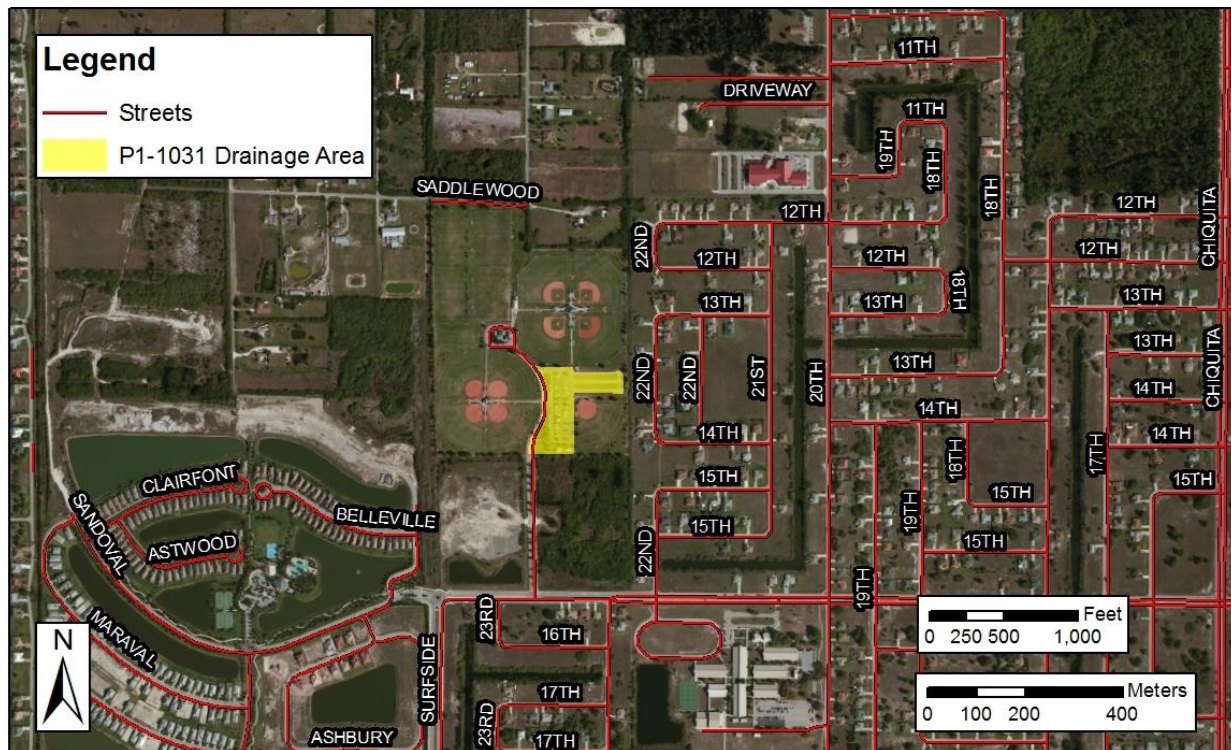 Legend
Streets
P1-1031 Drainage Area
11TH
DRIVEWAY
11TH
19TH
18TH
18TH
SADDLEWOOD
12TH
12TH
CHIQUITA
22ND
12TH
12TH
12TH
18TH
13TH
13TH
13TH
22ND
22ND
21ST
20TH
13TH
13TH
14TH
CHIQUITA
14TH
14TH
17TH
14TH
CLAIRFONT
15TH
18TH
15TH
15TH
SANDOVAL
BELLEVILLE
15TH
19TH
ASTWOOD
22ND
15TH
19TH
MARAVAL
23RD
16TH
Feet
0 250 500 1,000
N
SURFSIDE
17TH
Meters
0 100 200 400
ASHBURY
23RD
17TH